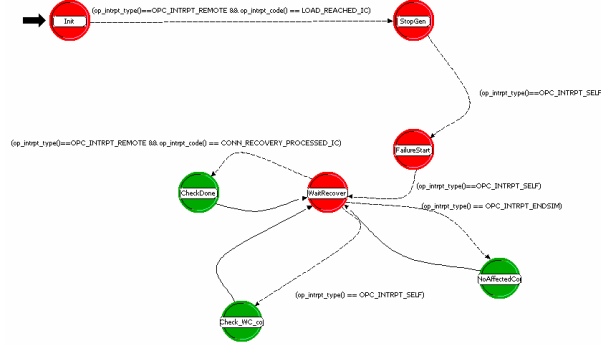 (op_intrpt_type()==OPC_INTRPT_REMOTE && op_intrpt_code() == LOAD_REACHED_IC)
Init
StopGen
(op_intrpt_type()==OPC_INTRPT_SELF
(op_intrpt_type()==OPC_INTRPT_REMOTE && op_intrpt_code() == CONN_RECOVERY_PROCESSED_IC)
FailureStart
(op_intrpt_type()==OPC_INTRPT_SELF)
CheckDone
WaitRecover
(op_intrpt_type() == OPC_INTRPT_ENDSIM)
NoAffectedCo
(op_intrpt_type() == OPC_INTRPT_SELF)
Check_WC_co